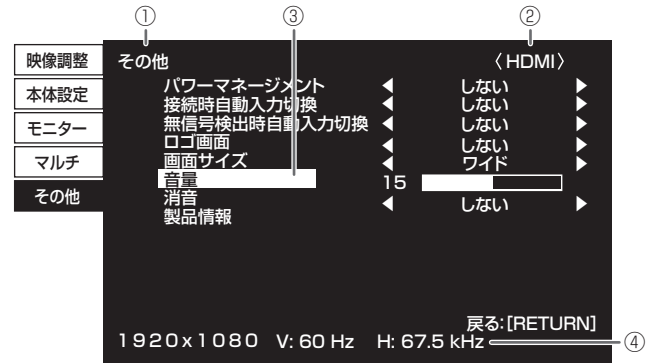 ① ③ ②
映像調整
本体設定
モニター
マルチ
その他
その他 〈HDMI〉
パワーマネージメント しない
接続時自動入力切換 しない
無信号検出時自動入力切換 しない
ロゴ画面 しない
画面サイズ ワイド
音量 15
消音 しない
製品情報
戻る:[RETURN]
1920x1080 V: 60 Hz H: 67.5 kHz ④